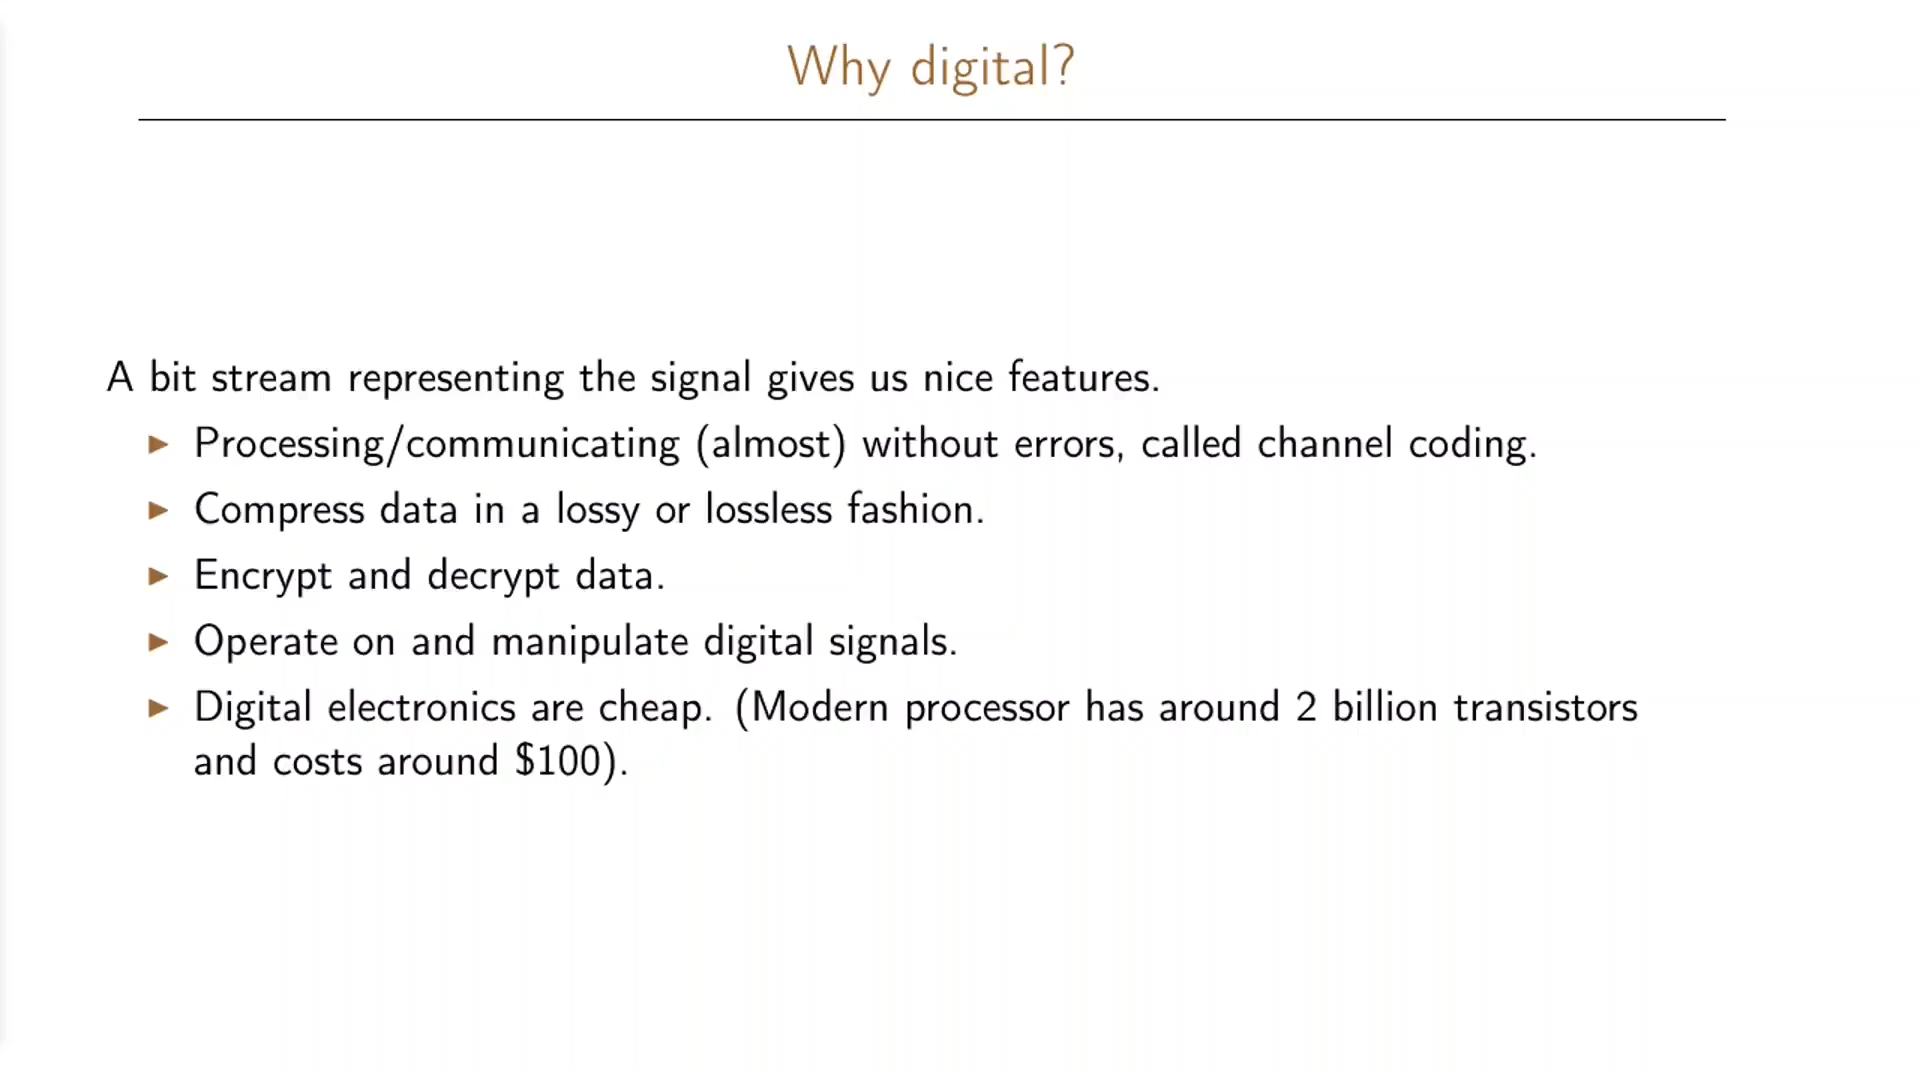 Why digital?
A bit stream representing the signal gives us nice features.
▶ Processing/communicating (almost) without errors, called channel coding.
▶ Compress data in a lossy or lossless fashion.
▶ Encrypt and decrypt data.
▶ Operate on and manipulate digital signals.
▶ Digital electronics are cheap. (Modern processor has around 2 billion transistors
and costs around $100).